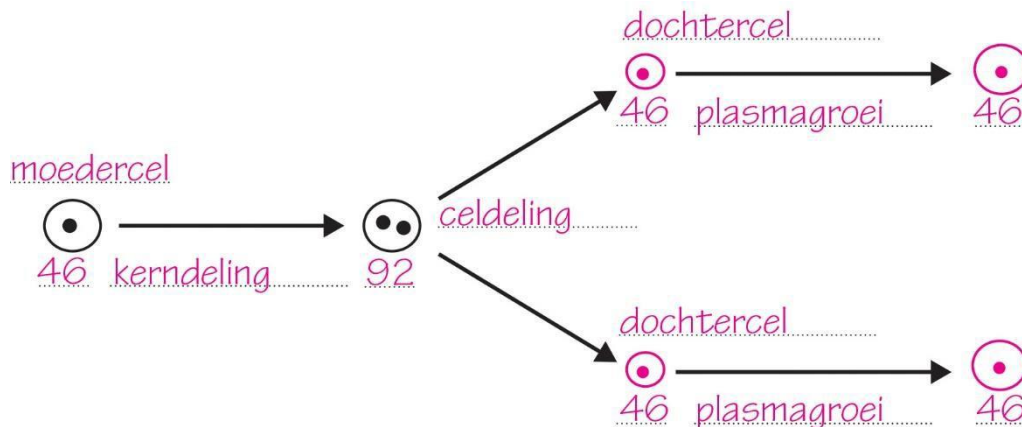 dochtercel
46 plasmagroei 46
moedercel
celdeling
46 kerndeling 92
dochtercel
46 plasmagroei 46